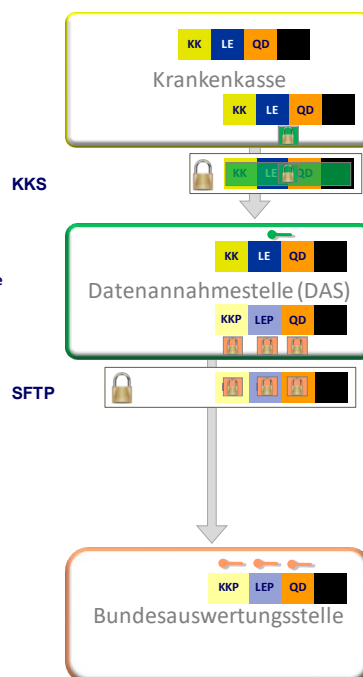 KK LE QD
Krankenkasse
KK LE QD
KKS
KK LE QD
KK LE QD
e
Datenannahmestelle (DAS)
KKP LEP QD
SFTP
KKP LEP QD
Bundesauswertungsstelle